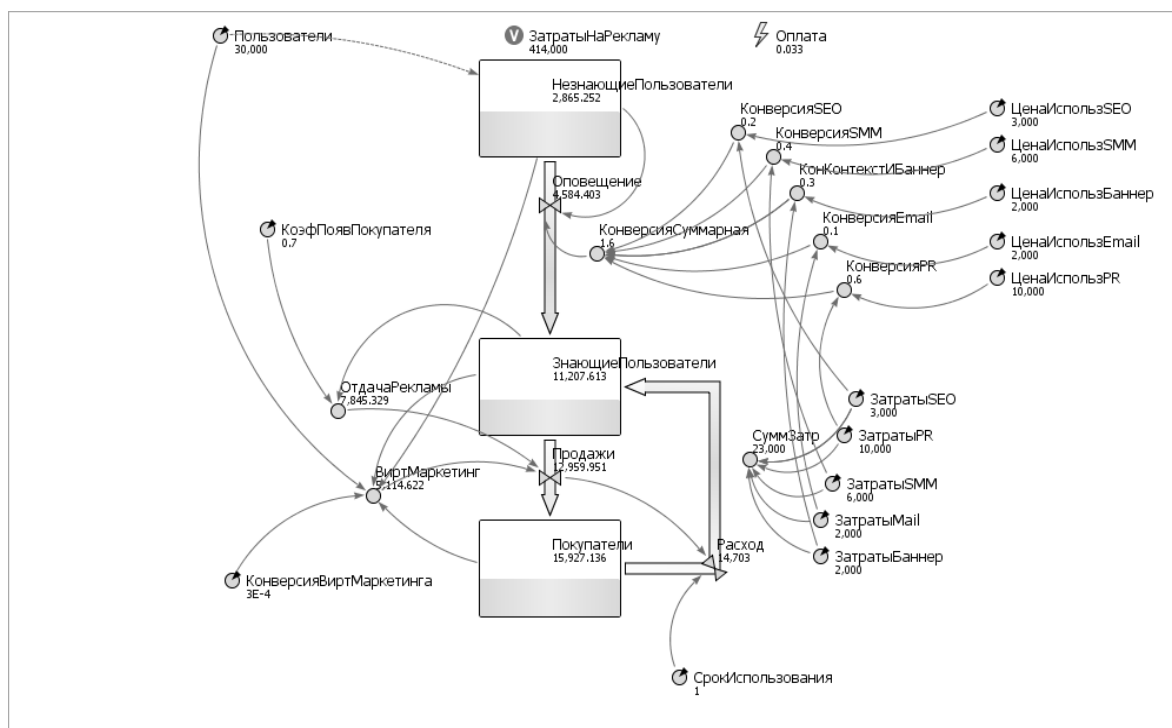 Пользователи
30,000
V
ЗатратыНаРекламу
414,000
Оплата
0.033
НезнающиеПользователи
2,865.252
КонверсияSEO
0.2
ЦенаИспользSEO
3,000
КонверсияSMM
0.4
ЦенаИспользSMM
6,000
КонКонтекстИБаннер
0.3
ЦенаИспользБаннер
2,000
Оповещение
4,584.403
КонверсияEmail
0.1
ЦенаИспользEmail
2,000
КоэфПоявПокупателя
0.7
КонверсияСуммарная
1.6
КонверсияPR
0.6
ЦенаИспользPR
10,000
ЗнающиеПользователи
11,207.613
ОтдачаРекламы
7,845.329
ЗатратыSEO
3,000
СуммЗатр
23,000
ЗатратыPR
10,000
Продажи
12,959.951
ВиртМаркетинг
5,114.622
ЗатратыSMM
6,000
ЗатратыMail
2,000
Покупатели
15,927.136
Расход
14,703
ЗатратыБаннер
2,000
КонверсияВиртМаркетинга
3E-4
СрокИспользования
1